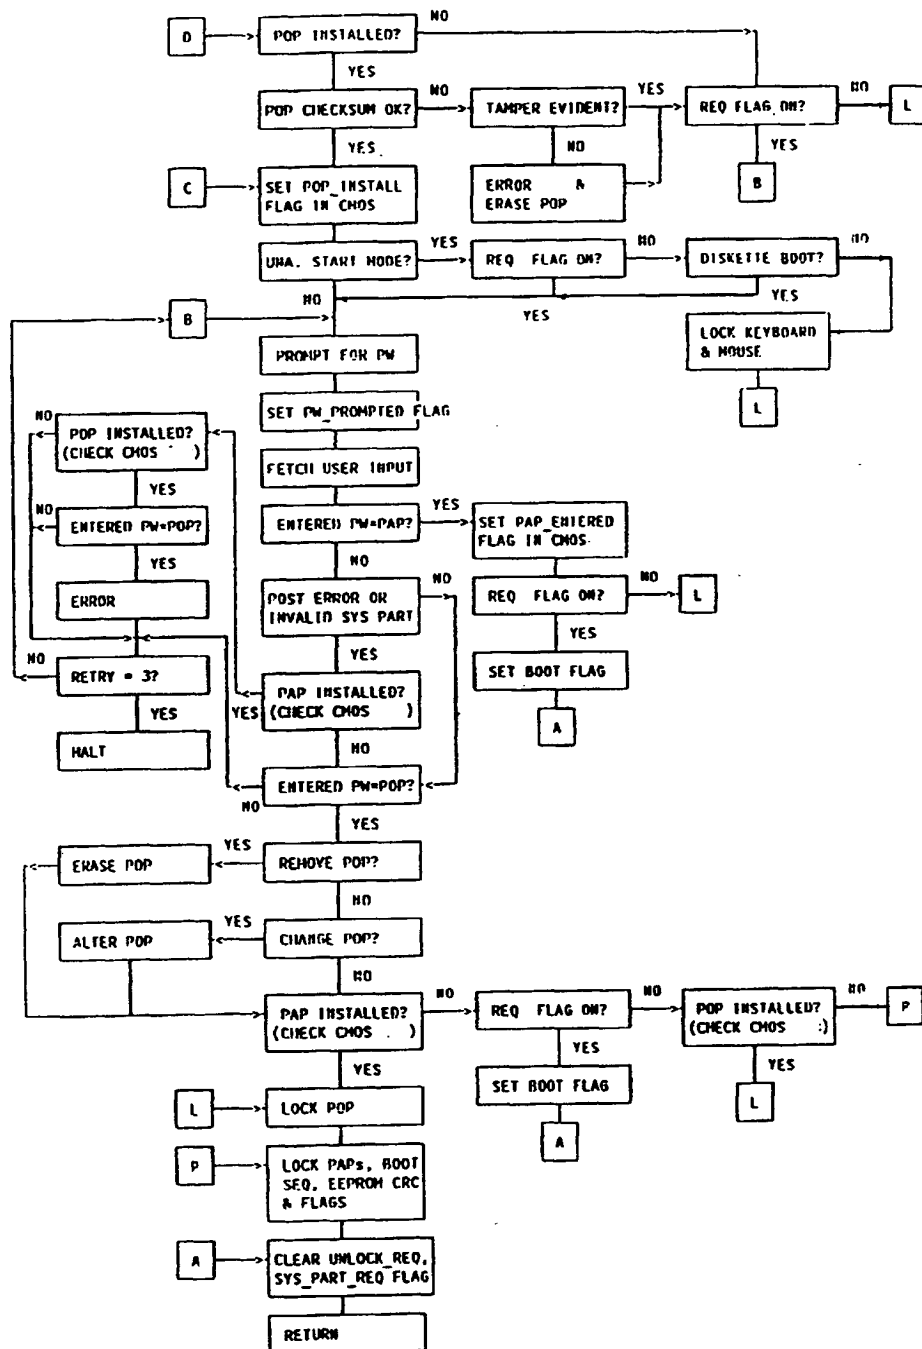 NO
D
POP INSTALLED?
YES
NO
YES
NO
POP CHECKSUM OK?
TAMPER EVIDENT?
REQ FLAG ON?
L
YES
NO
YES
C
SET POP_INSTALL
FLAG IN CMOS
ERROR &
ERASE POP
B
YES
NO
NO
UNA. START MODE?
REQ FLAG ON?
DISKETTE BOOT?
NO
YES
YES
B
LOCK KEYBOARD
& MOUSE
PROMPT FOR PW
L
SET PW_PROMPTED FLAG
NO
POP INSTALLED?
(CHECK CMOS )
FETCH USER INPUT
YES
YES
NO
ENTERED PW=POP?
ENTERED PW=PAP?
SET PAP_ENTERED
FLAG IN CMOS
YES
NO
NO
NO
ERROR
POST ERROR OR
INVALID SYS PART
REQ FLAG ON?
L
YES
YES
NO
RETRY = 3?
PAP INSTALLED?
(CHECK CMOS )
SET BOOT FLAG
YES
YES
A
HALT
NO
ENTERED PW=POP?
NO
YES
YES
ERASE POP
REMOVE POP?
NO
YES
ALTER POP
CHANGE POP?
NO
NO
NO
NO
PAP INSTALLED?
(CHECK CMOS )
REQ FLAG ON?
POP INSTALLED?
(CHECK CMOS )
P
YES
YES
YES
SET BOOT FLAG
L
L
LOCK POP
A
P
LOCK PAPs, BOOT
SEQ, EEPROM CRC
& FLAGS
A
CLEAR UNLOCK_REQ,
SYS_PART_REQ FLAG
RETURN